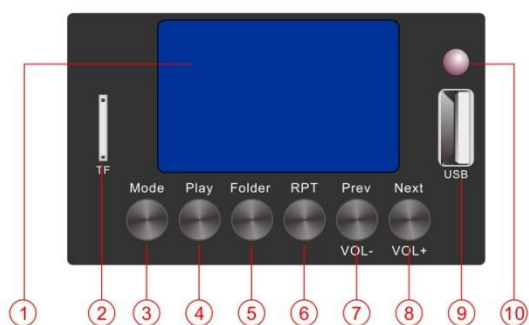 TF
USB
Mode Play Folder RPT Prev Next
VOL- VOL+
1 2 3 4 5 6 7 8 9 10